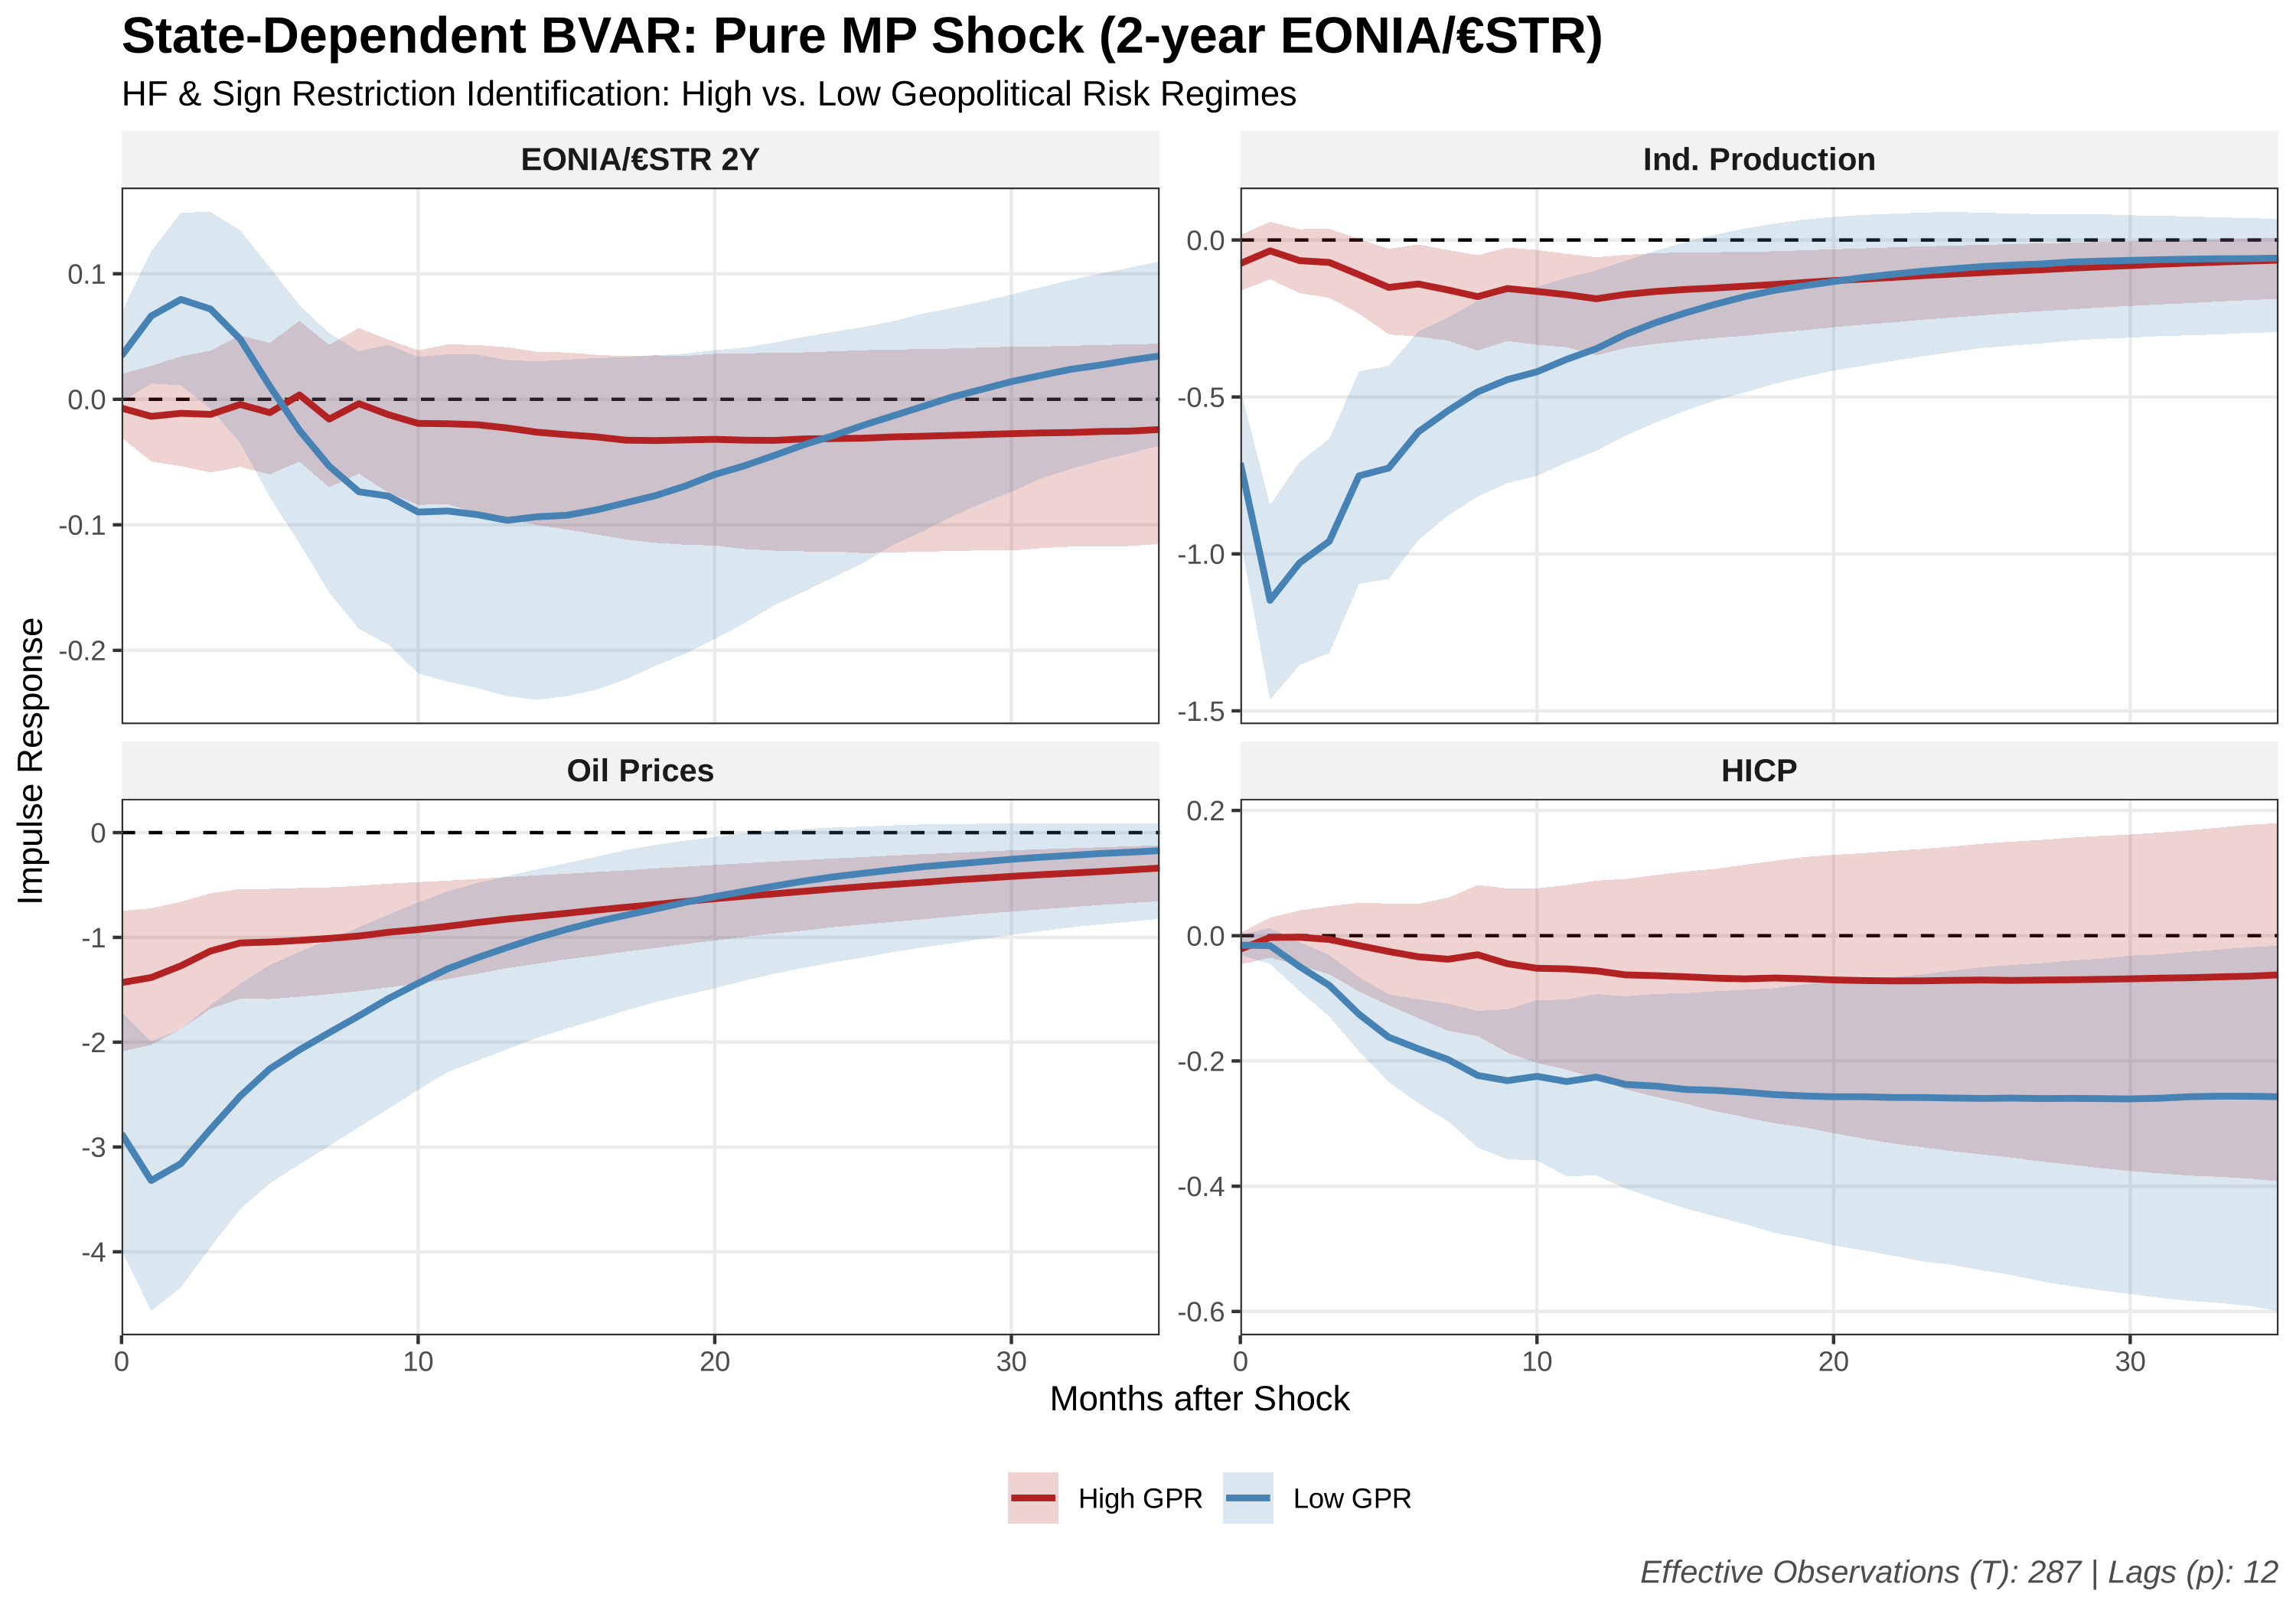 State-Dependent BVAR: Pure MP Shock (2-year EONIA/€STR)
HF & Sign Restriction Identification: High vs. Low Geopolitical Risk Regimes
EONIA/€STR 2Y
0.1
0.0
-0.1
-0.2
Ind. Production
0.0
-0.5
-1.0
-1.5
Impulse Response
Oil Prices
0
-1
-2
-3
-4
0
10
20
30
HICP
0.2
0.0
-0.2
-0.4
-0.6
0
10
20
30
Months after Shock
High GPR
Low GPR
Effective Observations (T): 287 | Lags (p): 12